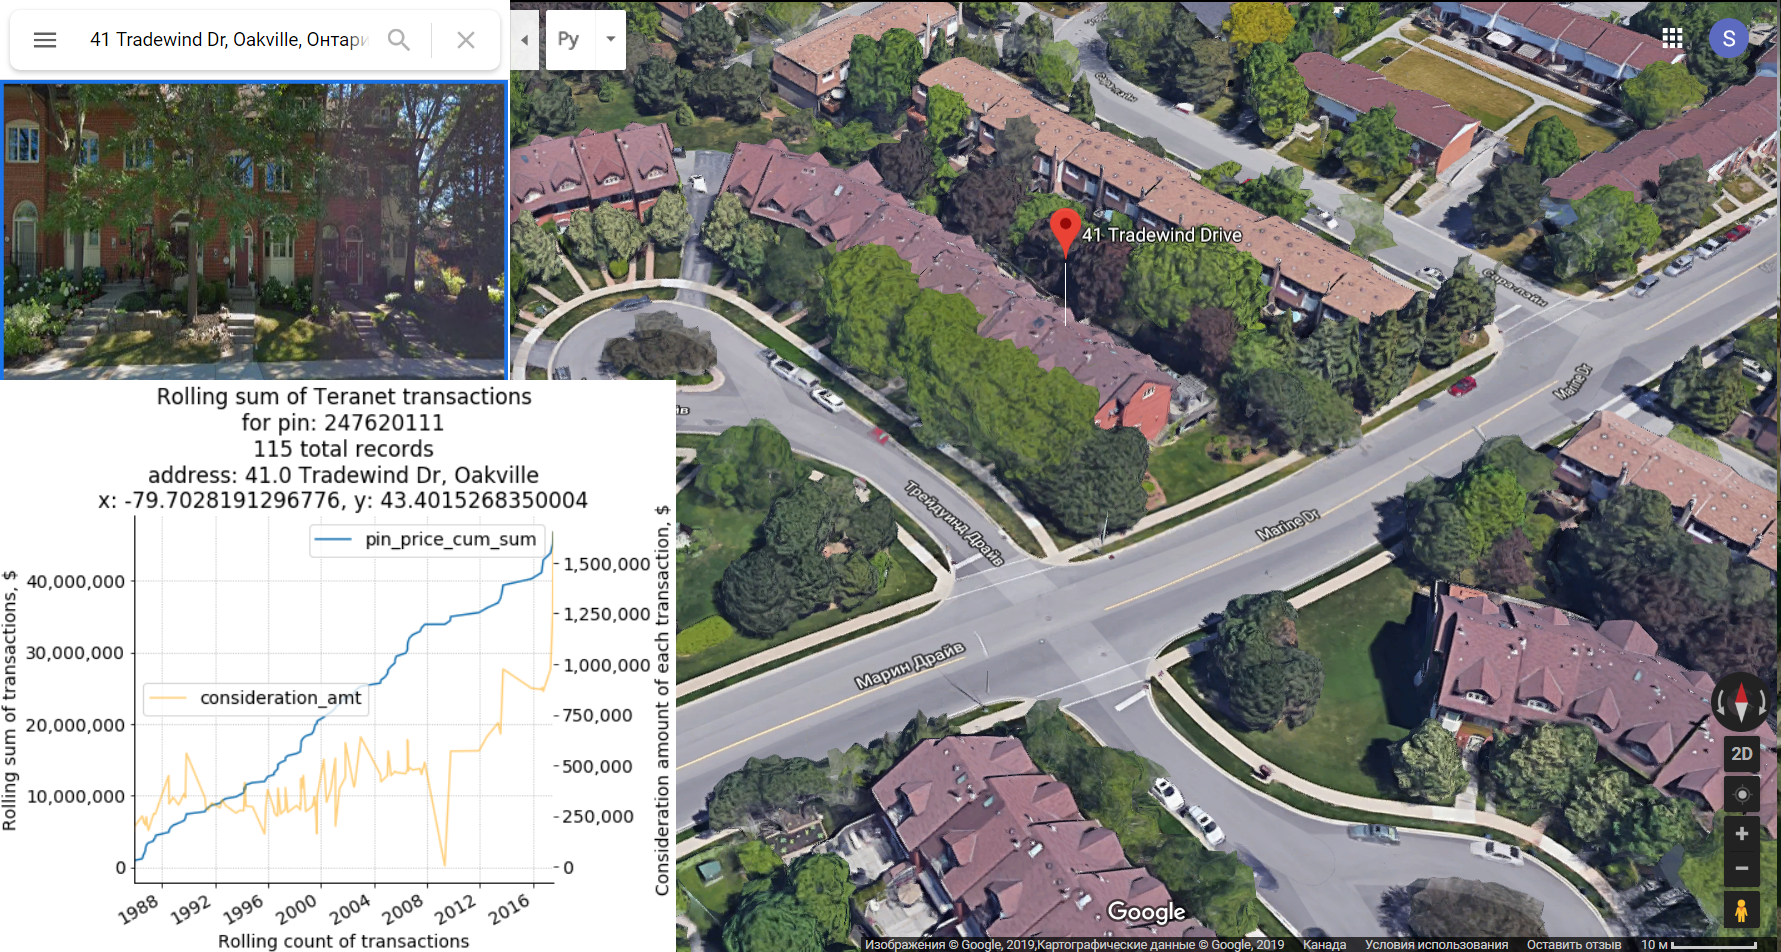 41 Tradewind Dr, Oakville, Онтари
Ру
S
41 Tradewind Drive
Сара-лайн
Marine Dr
Трейдуинд Драйв
Marine Dr
Марин Драйв
Rolling sum of Teranet transactions
for pin: 247620111
115 total records
address: 41.0 Tradewind Dr, Oakville
x: -79.7028191296776, y: 43.4015268350004
pin_price_cum_sum
consideration_amt
Rolling sum of transactions, $
40,000,000
30,000,000
20,000,000
10,000,000
0
Consideration amount of each transaction, $
1,500,000
1,250,000
1,000,000
750,000
500,000
250,000
0
1988
1992
1996
2000
2004
2008
2012
2016
Rolling count of transactions
2D
Google
Изображения © Google, 2019,Картографические данные © Google, 2019 Канада Условия использования Оставить отзыв 10 м